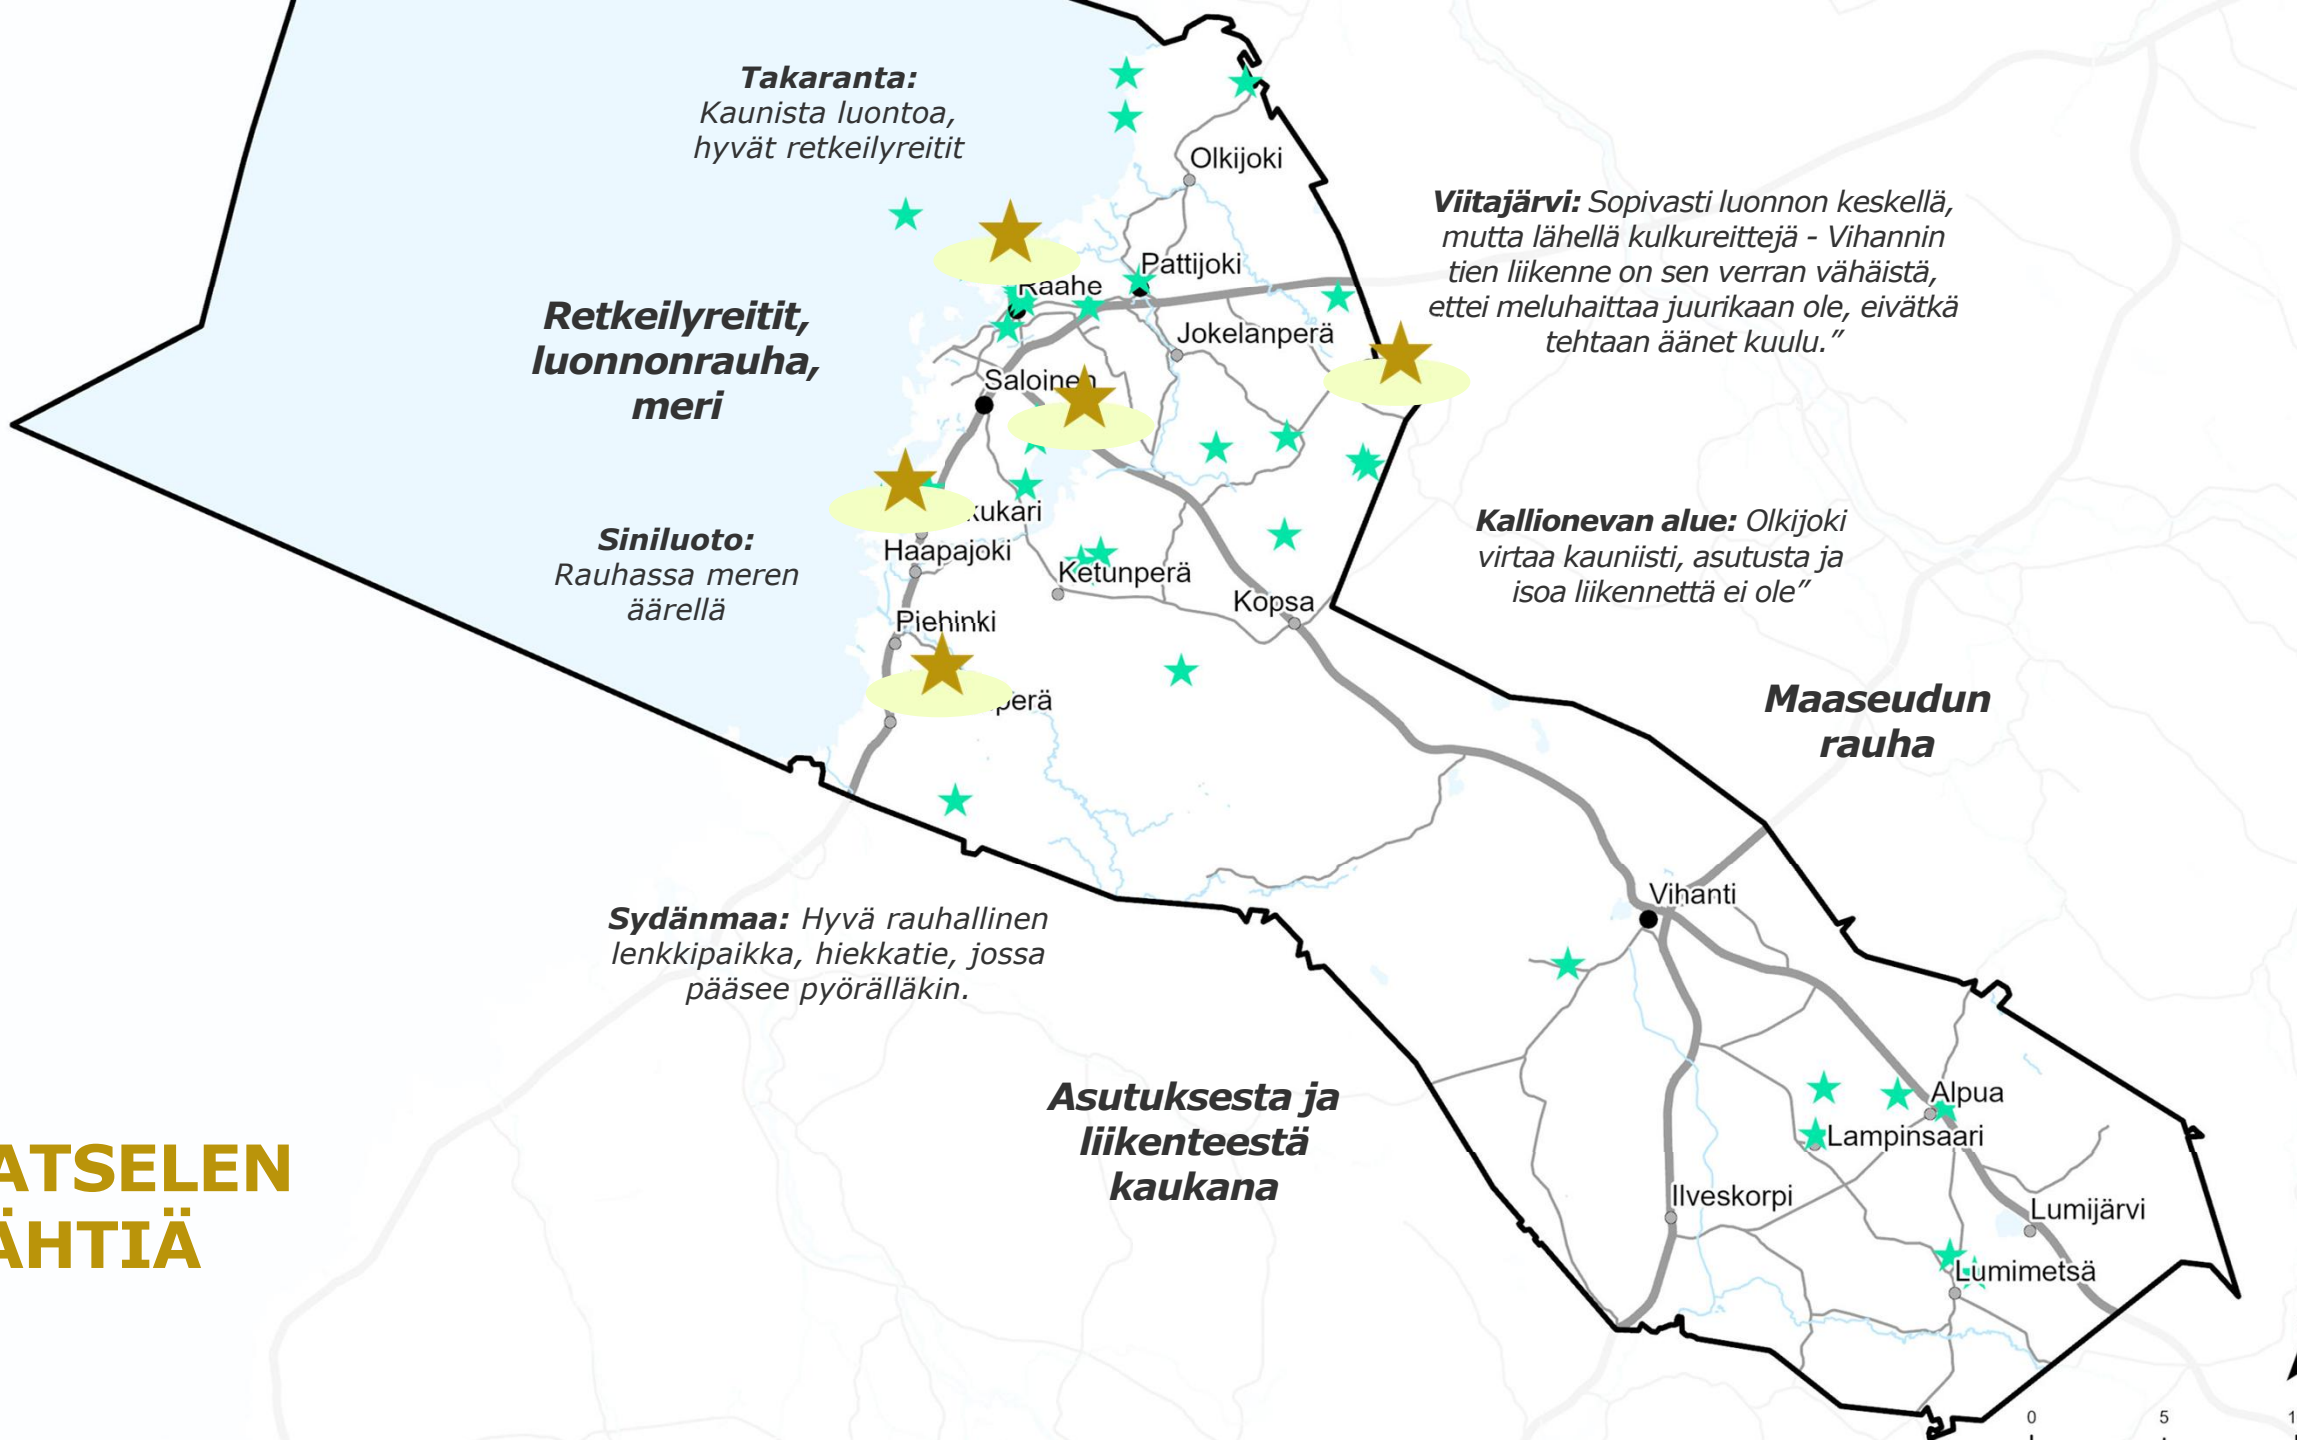 Takaranta:
Kaunista luontoa,
hyvät retkeilyreitit
Olkijoki
Viitajärvi: Sopivasti luonnon keskellä,
mutta lähellä kulkureittejä - Vihannin
tien liikenne on sen verran vähäistä,
ettei meluhaittaa juurikaan ole, eivätkä
tehtaan äänet kuulu.”
Pattijoki
Raahe
Retkeilyreitit,
luonnonrauha,
meri
Jokelanperä
Saloinen
kukari
Haapajoki
Siniluoto:
Rauhassa meren
äärellä
Kallionevan alue: Olkijoki
virtaa kauniisti, asutusta ja
isoa liikennettä ei ole”
Ketunperä
Kopsa
Piehinki
perä
Maaseudun
rauha
Vihanti
Sydänmaa: Hyvä rauhallinen
lenkkipaikka, hiekkatie, jossa
pääsee pyörälläkin.
Asutuksesta ja
liikenteestä
kaukana
Alpua
Lampinsaari
ATSELEN
ÄHTIÄ
Ilveskorpi
Lumijärvi
Lumimetsä
0 5 1